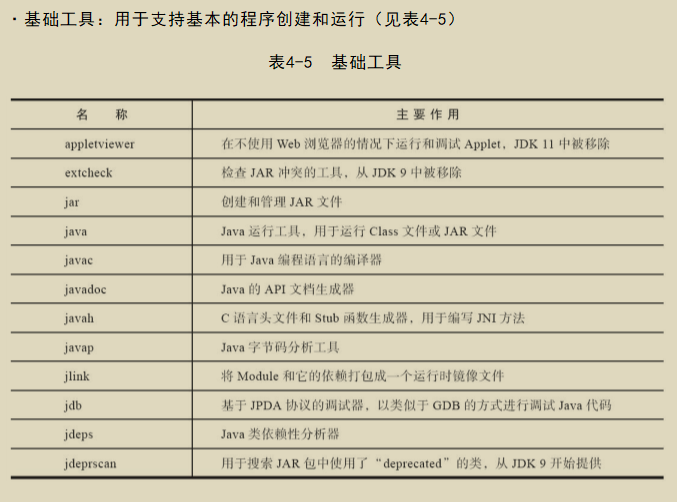 ·基础工具：用于支持基本的程序创建和运行（见表4-5）
表4-5 基础工具
名 称 主要作用
appletviewer 在不使用 Web 浏览器的情况下运行和调试 Applet，JDK 11 中被移除
extcheck 检查 JAR 冲突的工具，从 JDK 9 中被移除
jar 创建和管理 JAR 文件
java Java 运行工具，用于运行 Class 文件或 JAR 文件
javac 用于 Java 编程语言的编译器
javadoc Java 的 API 文档生成器
javah C 语言头文件和 Stub 函数生成器，用于编写 JNI 方法
javap Java 字节码分析工具
jlink 将 Module 和它的依赖打包成一个运行时镜像文件
jdb 基于 JPDA 协议的调试器，以类似于 GDB 的方式进行调试 Java 代码
jdeps Java 类依赖性分析器
jdeprscan 用于搜索 JAR 包中使用了“deprecated”的类，从 JDK 9 开始提供